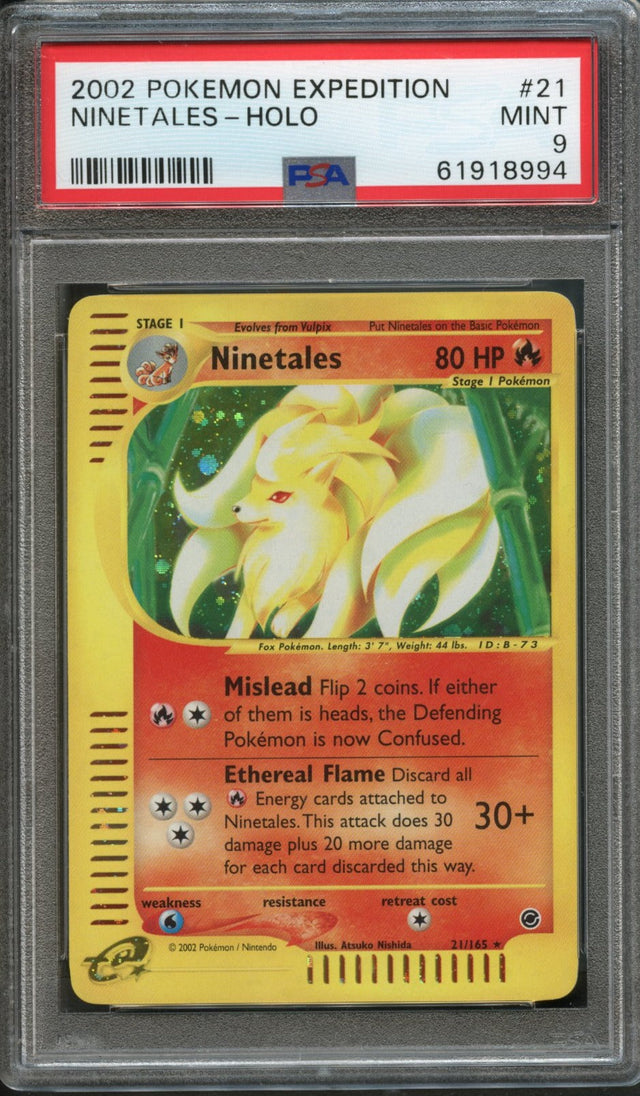 2002 POKEMON EXPEDITION #21
NINETALES - HOLO MINT
9
PSA 61918994
STAGE 1 Evolves from Vulpix Put Ninetales on the Basic Pokémon
Ninetales 80 HP
Stage 1 Pokémon
Fox Pokémon. Length: 3' 7", Weight: 44 lbs. ID: B-73
Mislead Flip 2 coins. If either
of them is heads, the Defending
Pokémon is now Confused.
Ethereal Flame Discard all
Energy cards attached to
Ninetales. This attack does 30 30+
damage plus 20 more damage
for each card discarded this way.
weakness resistance retreat cost
© 2002 Pokémon / Nintendo Illus. Atsuko Nishida 21/165 ★
e